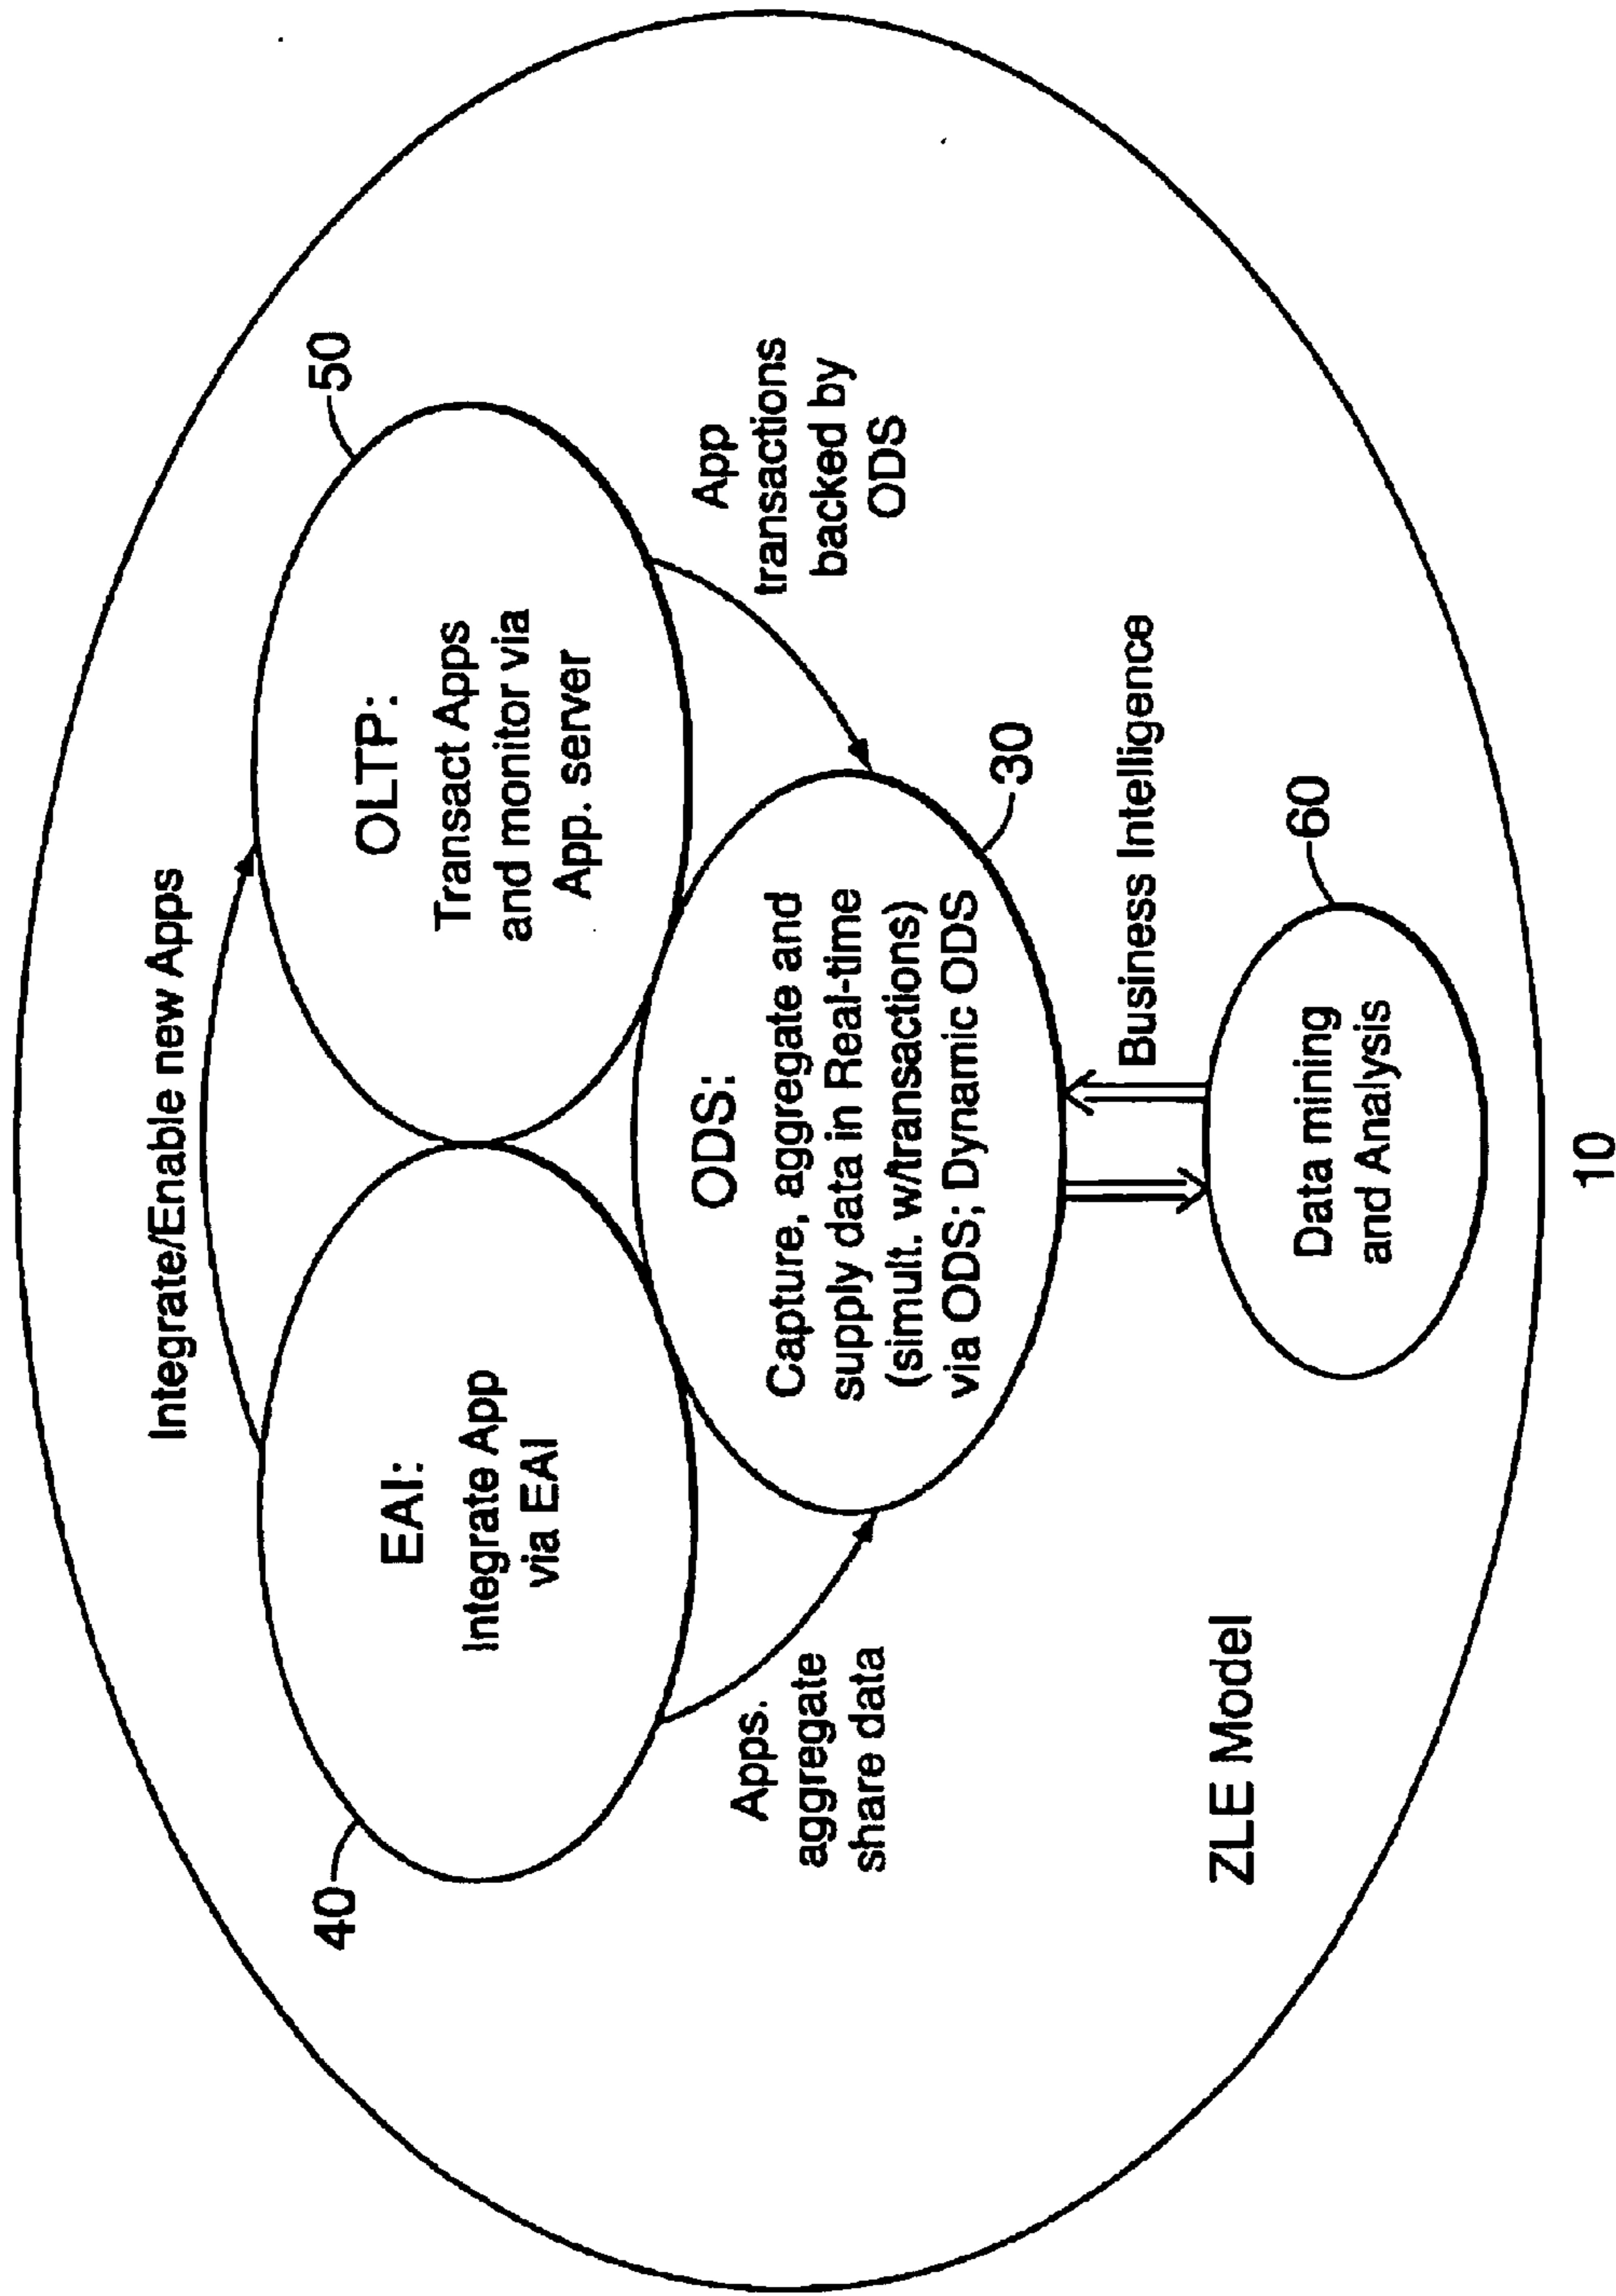 Integrate/Enable new Apps
40
EAI:
Integrate App
via EAI
50
OLTP:
Transact Apps
and monitor via
App. server
Apps.
aggregate
share data
App
transactions
backed by
ODS
ODS:
Capture, aggregate and
supply data in Real-time
(simult. w/transactions)
via ODS; Dynamic ODS
30
Business Intelligence
ZLE Model
Data mining
and Analysis
60
10